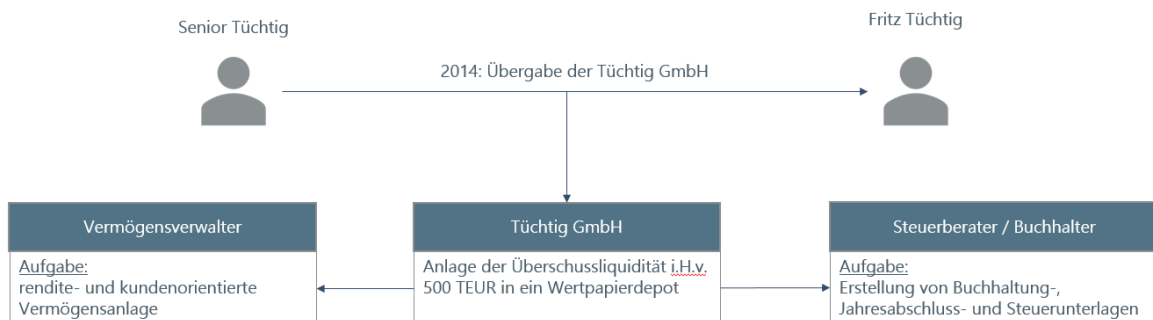 Senior Tüchtig
Fritz Tüchtig
2014: Übergabe der Tüchtig GmbH
Vermögensverwalter
Aufgabe:
rendite- und kundenorientierte
Vermögensanlage
Tüchtig GmbH
Anlage der Überschussliquidität i.H.v.
500 TEUR in ein Wertpapierdepot
Steuerberater / Buchhalter
Aufgabe:
Erstellung von Buchhaltung-,
Jahresabschluss- und Steuerunterlagen